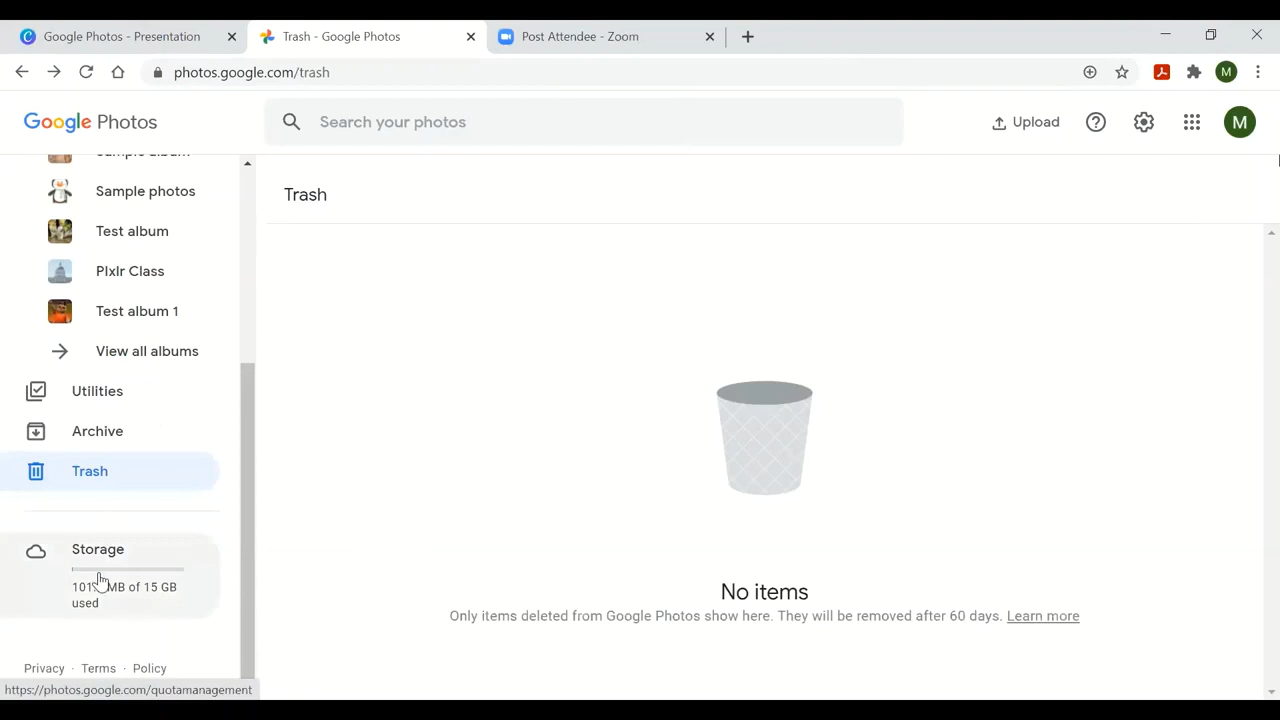 Google Photos - Presentation
Trash - Google Photos
Post Attendee - Zoom
photos.google.com/trash
M
Google Photos
Search your photos
Upload
M
Sample album
Sample photos
Test album
PIxlr Class
Test album 1
View all albums
Utilities
Archive
Trash
Storage
MB of 15 GB
used
Privacy · Terms · Policy
https://photos.google.com/quotamanagement
Trash
No items
Only items deleted from Google Photos show here. They will be removed after 60 days. Learn more